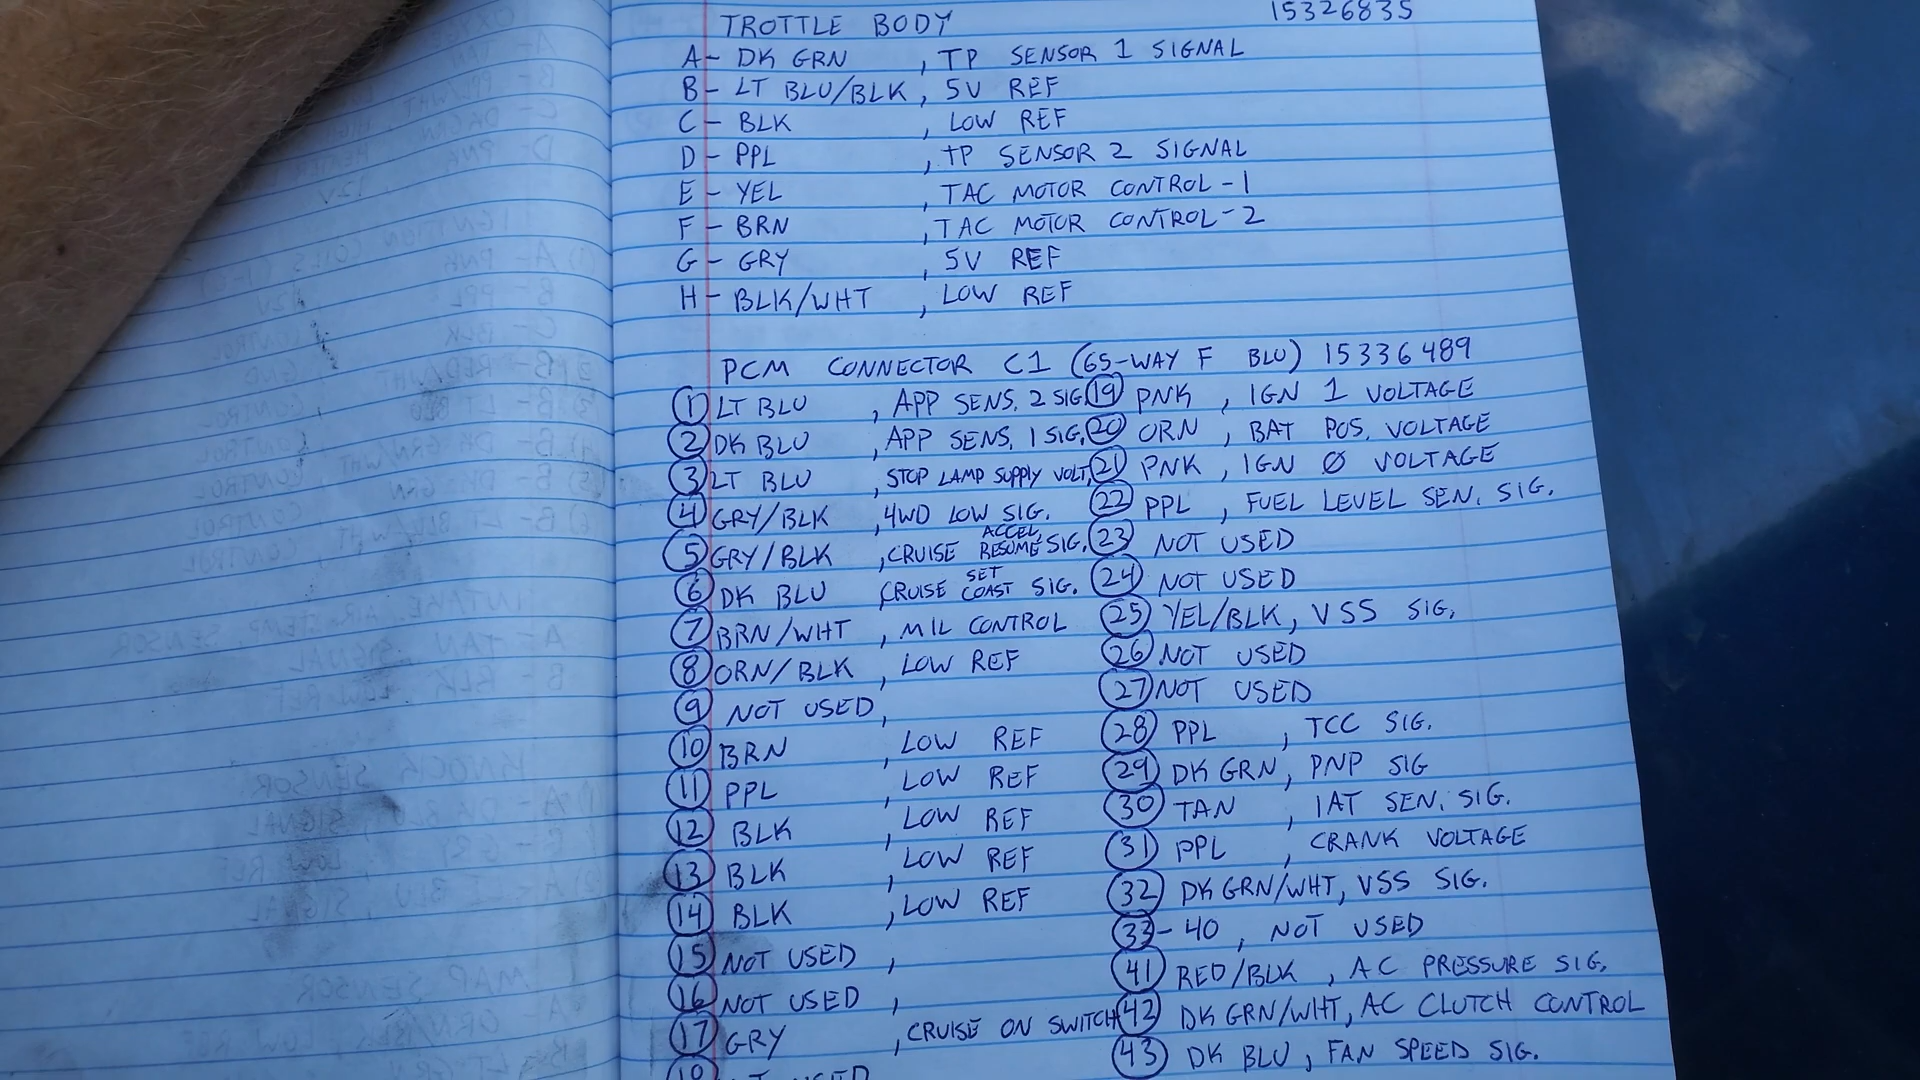 TROTTLE BODY 15326835
A- DK GRN , TP SENSOR 1 SIGNAL
B- LT BLU/BLK , 5V REF
C- BLK , LOW REF
D- PPL , TP SENSOR 2 SIGNAL
E- YEL , TAC MOTOR CONTROL-1
F- BRN , TAC MOTOR CONTROL-2
G- GRY , 5V REF
H- BLK/WHT , LOW REF
PCM CONNECTOR C1 (65-WAY F BLU) 15336489
1 LT BLU , APP SENS. 2 SIG.
2 DK BLU , APP SENS. 1 SIG.
3 LT BLU , STOP LAMP SUPPLY VOLT.
4 GRY/BLK , 4WD LOW SIG.
5 GRY/BLK , CRUISE ACCEL. RESUME SIG.
6 DK BLU , CRUISE SET COAST SIG.
7 BRN/WHT , MIL CONTROL
8 ORN/BLK , LOW REF
9 NOT USED ,
10 BRN , LOW REF
11 PPL , LOW REF
12 BLK , LOW REF
13 BLK , LOW REF
14 BLK , LOW REF
15 NOT USED ,
16 NOT USED ,
17 GRY , CRUISE ON SWITCH
18 NOT USED
19 PNK , IGN 1 VOLTAGE
20 ORN , BAT POS. VOLTAGE
21 PNK , IGN 0 VOLTAGE
22 PPL , FUEL LEVEL SEN. SIG.
23 NOT USED
24 NOT USED
25 YEL/BLK , VSS SIG.
26 NOT USED
27 NOT USED
28 PPL , TCC SIG.
29 DK GRN , PNP SIG
30 TAN , IAT SEN. SIG.
31 PPL , CRANK VOLTAGE
32 DK GRN/WHT , VSS SIG.
33-40 , NOT USED
41 RED/BLK , AC PRESSURE SIG.
42 DK GRN/WHT , AC CLUTCH CONTROL
43 DK BLU , FAN SPEED SIG.